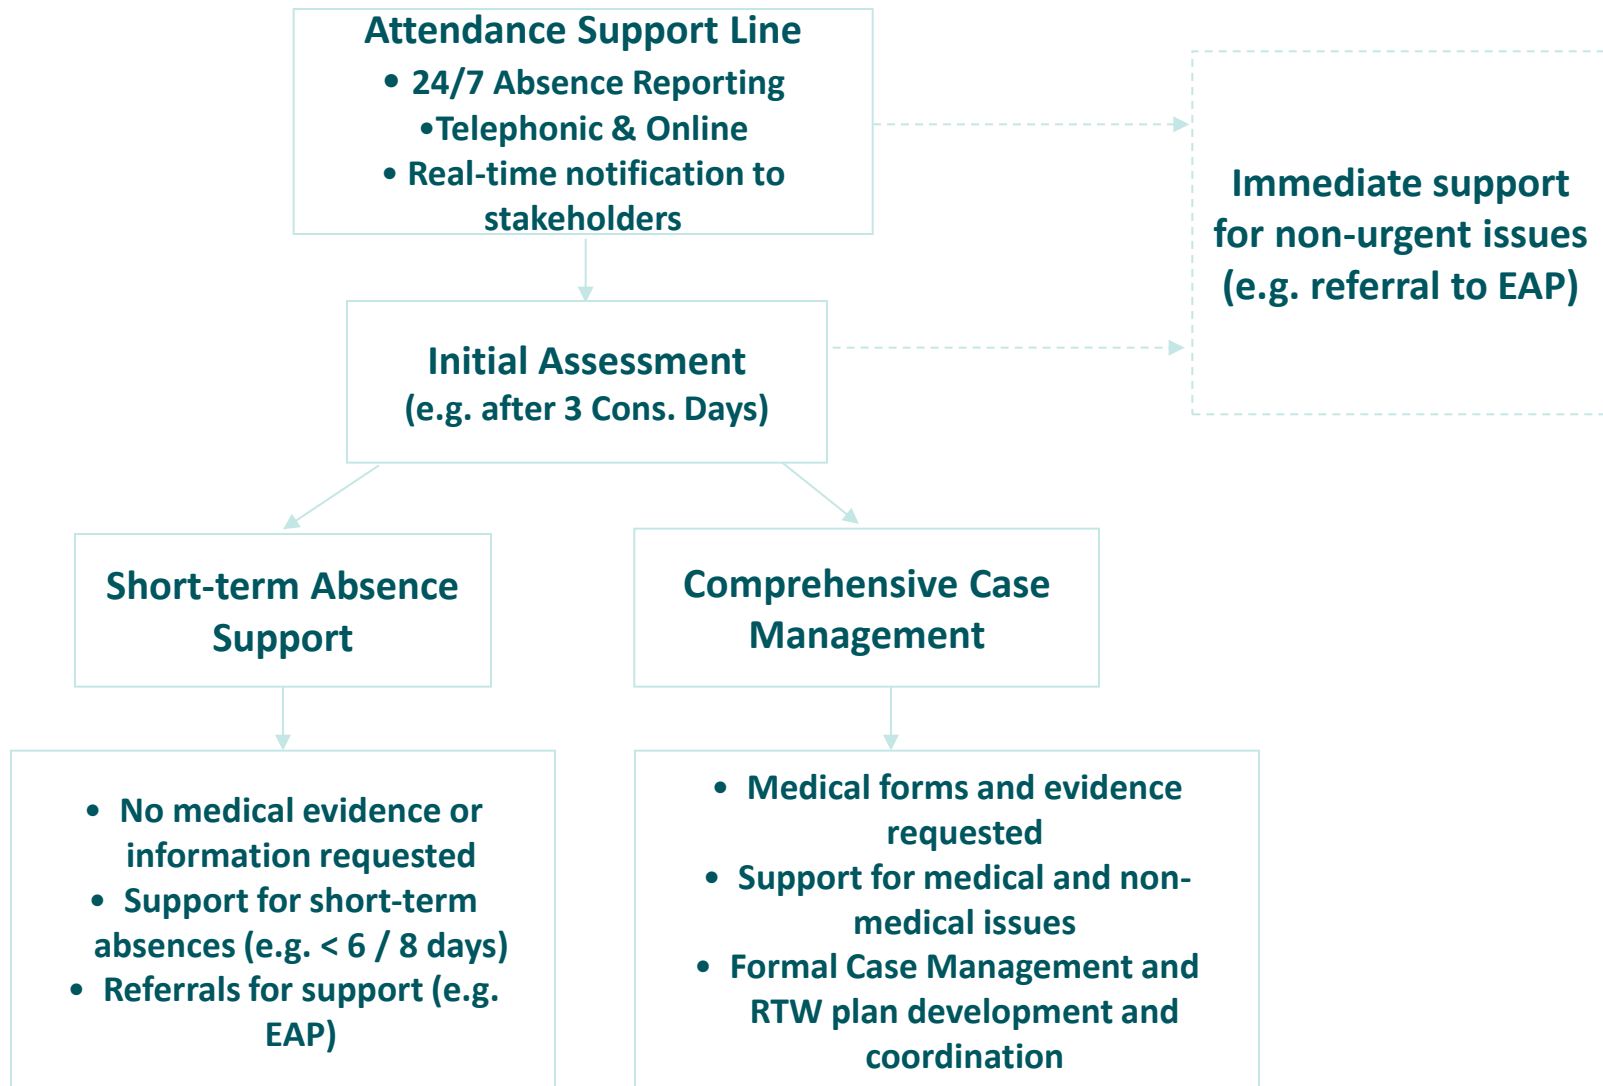 Attendance Support Line
• 24/7 Absence Reporting
•Telephonic & Online
• Real-time notification to
stakeholders
Immediate support
for non-urgent issues
(e.g. referral to EAP)
Initial Assessment
(e.g. after 3 Cons. Days)
Short-term Absence
Support
Comprehensive Case
Management
• No medical evidence or
information requested
• Support for short-term
absences (e.g. < 6 / 8 days)
• Referrals for support (e.g.
EAP)
• Medical forms and evidence
requested
• Support for medical and non-
medical issues
• Formal Case Management and
RTW plan development and
coordination